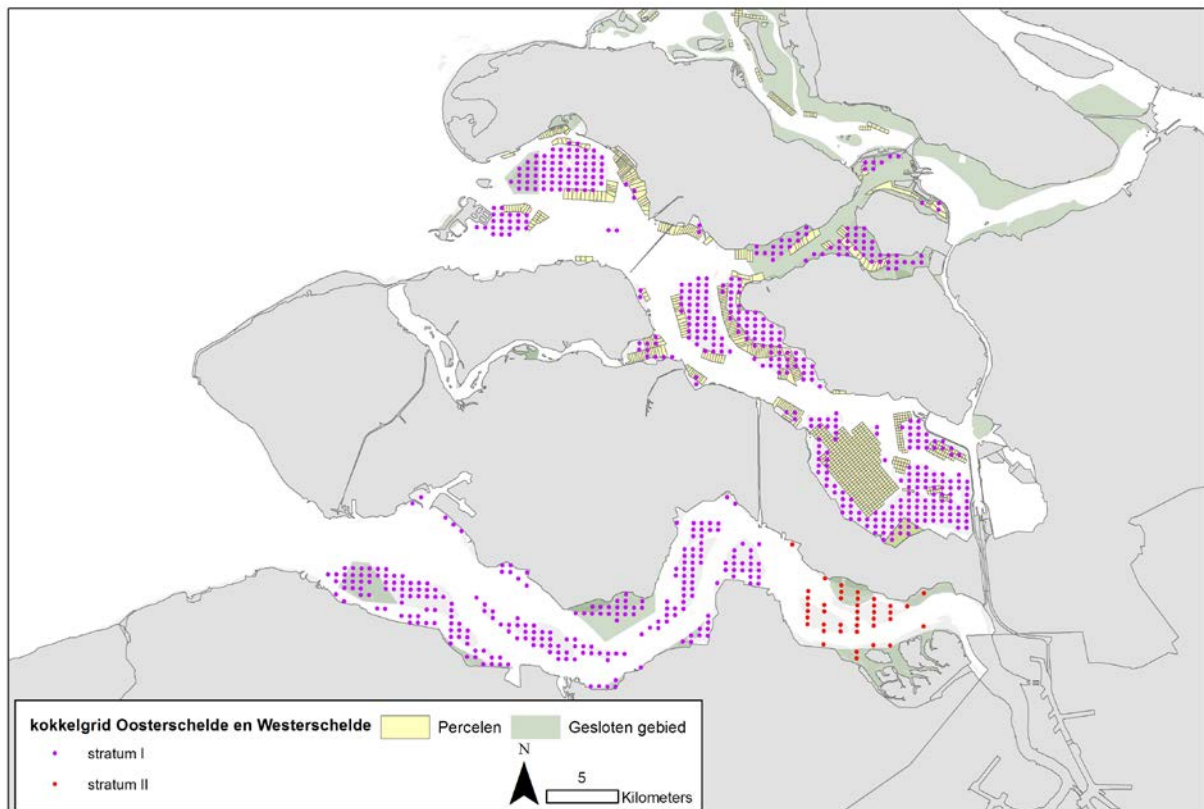 kokkelgrid Oosterschelde en Westerschelde
Percelen
Gesloten gebied
stratum I
stratum II
N
5
Kilometers